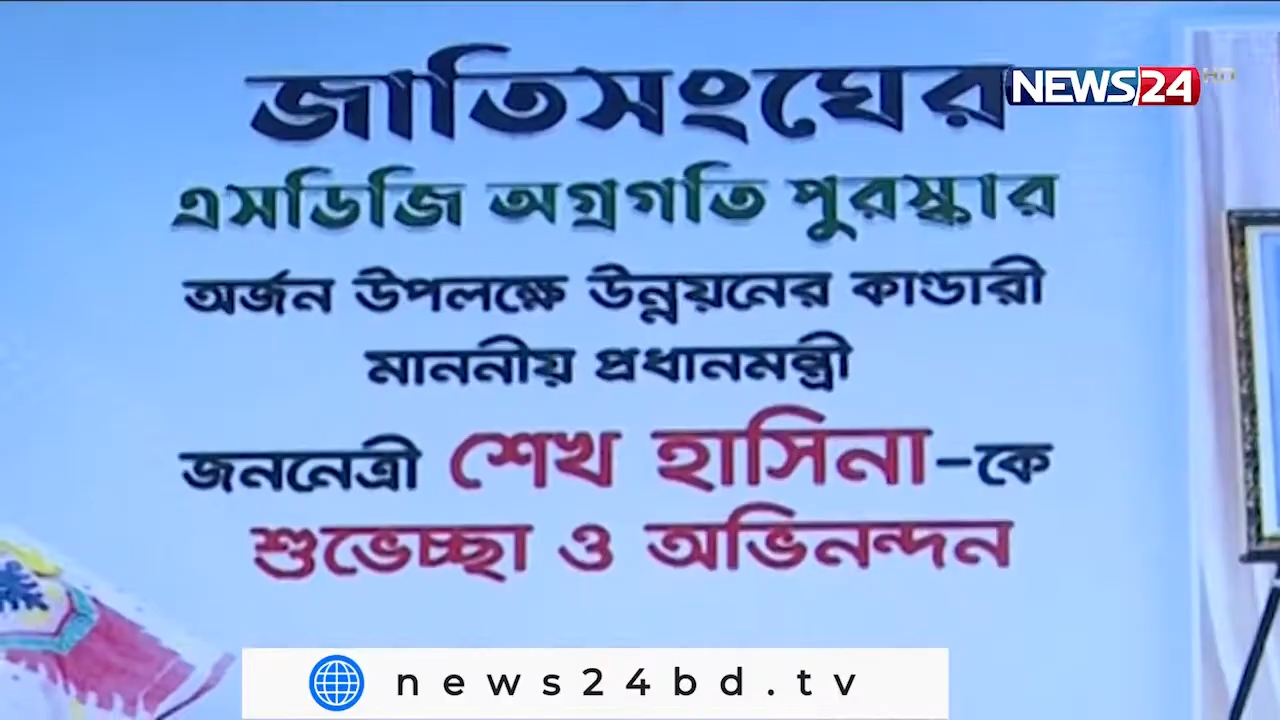 জাতিসংঘের
NEWS24 HD
এসডিজি অগ্রগতি পুরস্কার
অর্জন উপলক্ষে উন্নয়নের কাণ্ডারী
মাননীয় প্রধানমন্ত্রী
জননেত্রী শেখ হাসিনা-কে
শুভেচ্ছা ও অভিনন্দন
news24bd.tv